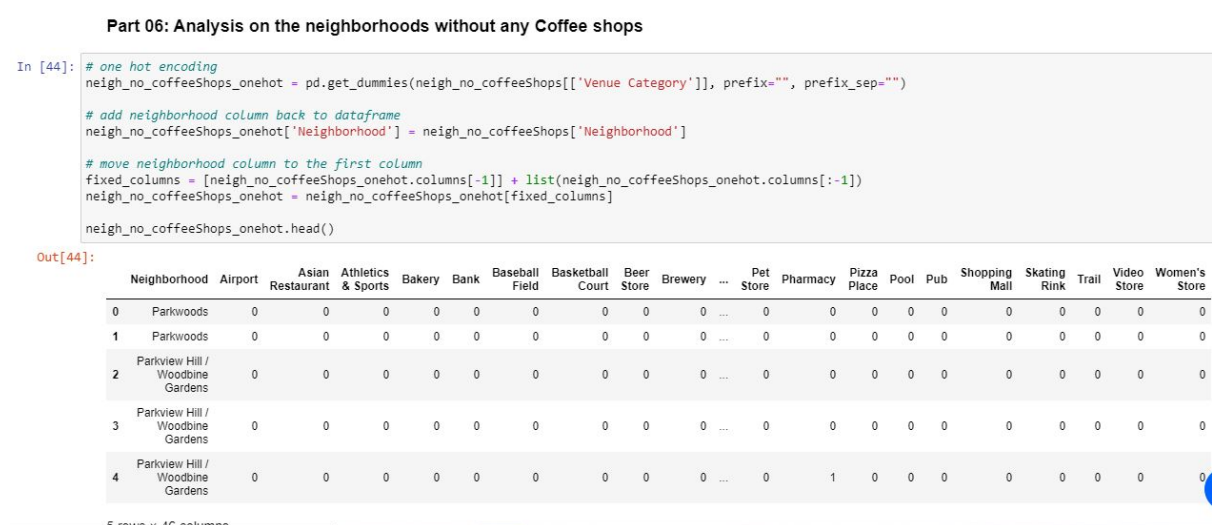 Part 06: Analysis on the neighborhoods without any Coffee shops
In [44]: # one hot encoding
neigh_no_coffeeShops_onehot = pd.get_dummies(neigh_no_coffeeShops[['Venue Category']], prefix="", prefix_sep="")
# add neighborhood column back to dataframe
neigh_no_coffeeShops_onehot['Neighborhood'] = neigh_no_coffeeShops['Neighborhood']
# move neighborhood column to the first column
fixed_columns = [neigh_no_coffeeShops_onehot.columns[-1]] + list(neigh_no_coffeeShops_onehot.columns[:-1])
neigh_no_coffeeShops_onehot = neigh_no_coffeeShops_onehot[fixed_columns]
neigh_no_coffeeShops_onehot.head()
Out[44]:
Neighborhood Airport Asian Restaurant Athletics & Sports Bakery Bank Baseball Field Basketball Court Beer Store Brewery ... Pet Store Pharmacy Pizza Place Pool Pub Shopping Mall Skating Rink Trail Video Store Women's Store
0 Parkwoods 0 0 0 0 0 0 0 0 0 ... 0 0 0 0 0 0 0 0 0 0
1 Parkwoods 0 0 0 0 0 0 0 0 0 ... 0 0 0 0 0 0 0 0 0 0
2 Parkview Hill / Woodbine Gardens 0 0 0 0 0 0 0 0 0 ... 0 0 0 0 0 0 0 0 0 0
3 Parkview Hill / Woodbine Gardens 0 0 0 0 0 0 0 0 0 ... 0 0 0 0 0 0 0 0 0 0
4 Parkview Hill / Woodbine Gardens 0 0 0 0 0 0 0 0 0 ... 0 1 0 0 0 0 0 0 0 0
5 rows × 46 columns